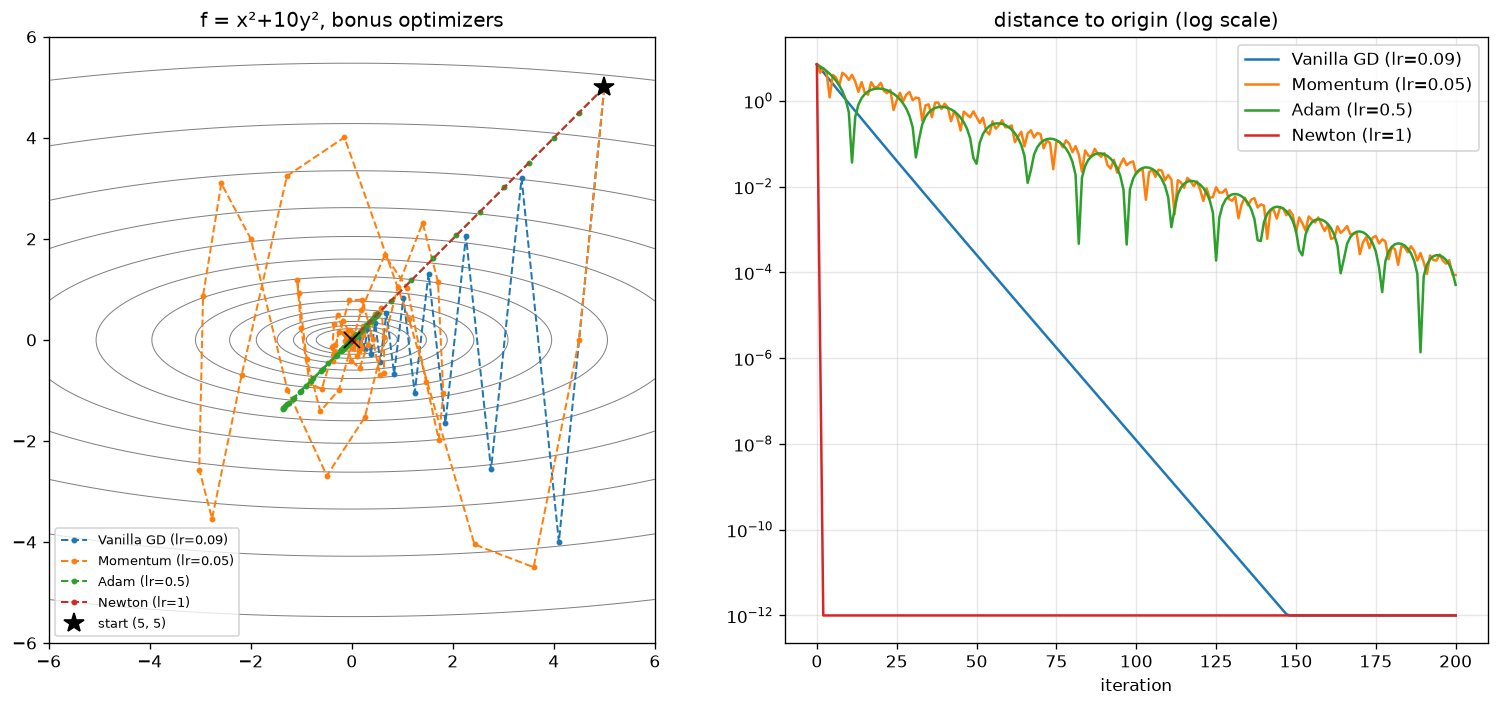 f = x²+10y², bonus optimizers
6
4
2
0
−2
−4
−6
−6 −4 −2 0 2 4 6
Vanilla GD (lr=0.09)
Momentum (lr=0.05)
Adam (lr=0.5)
Newton (lr=1)
start (5, 5)
distance to origin (log scale)
10⁰
10⁻²
10⁻⁴
10⁻⁶
10⁻⁸
10⁻¹⁰
10⁻¹²
0 25 50 75 100 125 150 175 200
iteration
Vanilla GD (lr=0.09)
Momentum (lr=0.05)
Adam (lr=0.5)
Newton (lr=1)